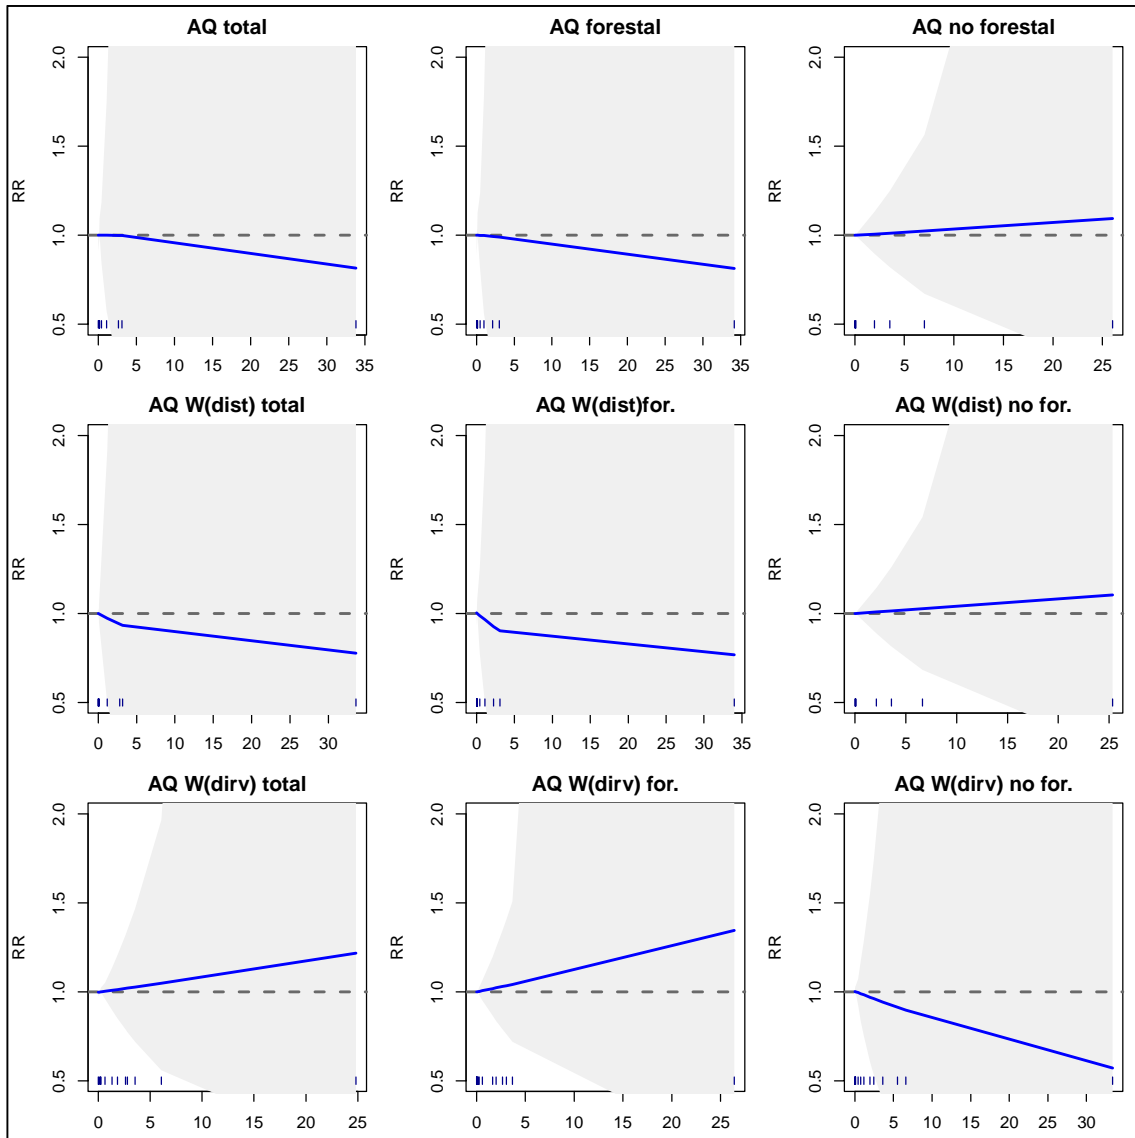 AQ total
AQ forestal
AQ no forestal
RR
2.0
1.5
1.0
0.5
0 5 10 15 20 25 30 35
RR
2.0
1.5
1.0
0.5
0 5 10 15 20 25 30 35
RR
2.0
1.5
1.0
0.5
0 5 10 15 20 25
AQ W(dist) total
AQ W(dist)for.
AQ W(dist) no for.
RR
2.0
1.5
1.0
0.5
0 5 10 15 20 25 30
RR
2.0
1.5
1.0
0.5
0 5 10 15 20 25 30 35
RR
2.0
1.5
1.0
0.5
0 5 10 15 20 25
AQ W(dirv) total
AQ W(dirv) for.
AQ W(dirv) no for.
RR
2.0
1.5
1.0
0.5
0 5 10 15 20 25
RR
2.0
1.5
1.0
0.5
0 5 10 15 20 25
RR
2.0
1.5
1.0
0.5
0 5 10 15 20 25 30